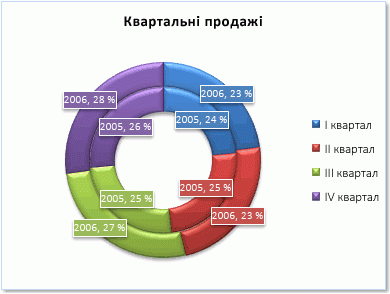 Квартальні продажі
2006, 28 %
2006, 23 %
2005, 26 %
2005, 24 %
2005, 25 %
2005, 25 %
2006, 27 %
2006, 23 %
I квартал
II квартал
III квартал
IV квартал